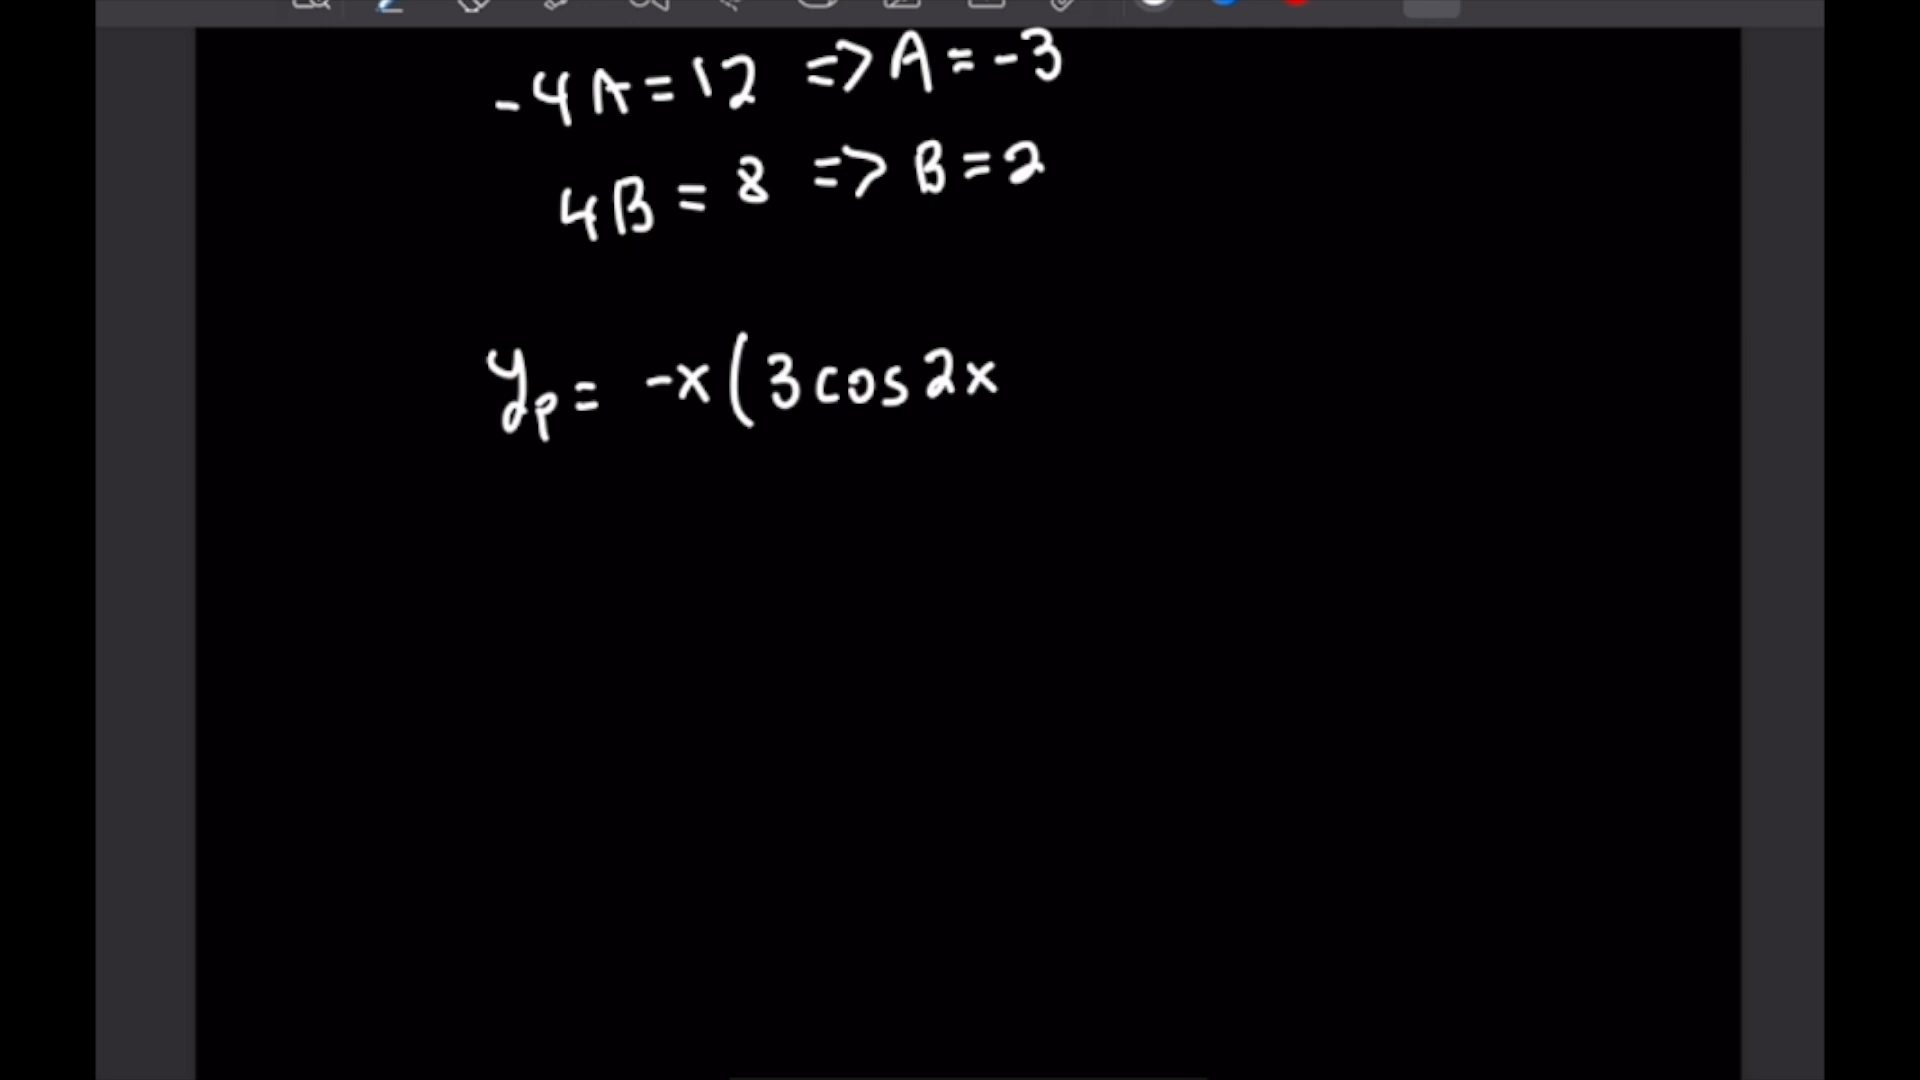 -4A=12 => A=-3
4B=8 => B=2
yp= -x(3cos2x